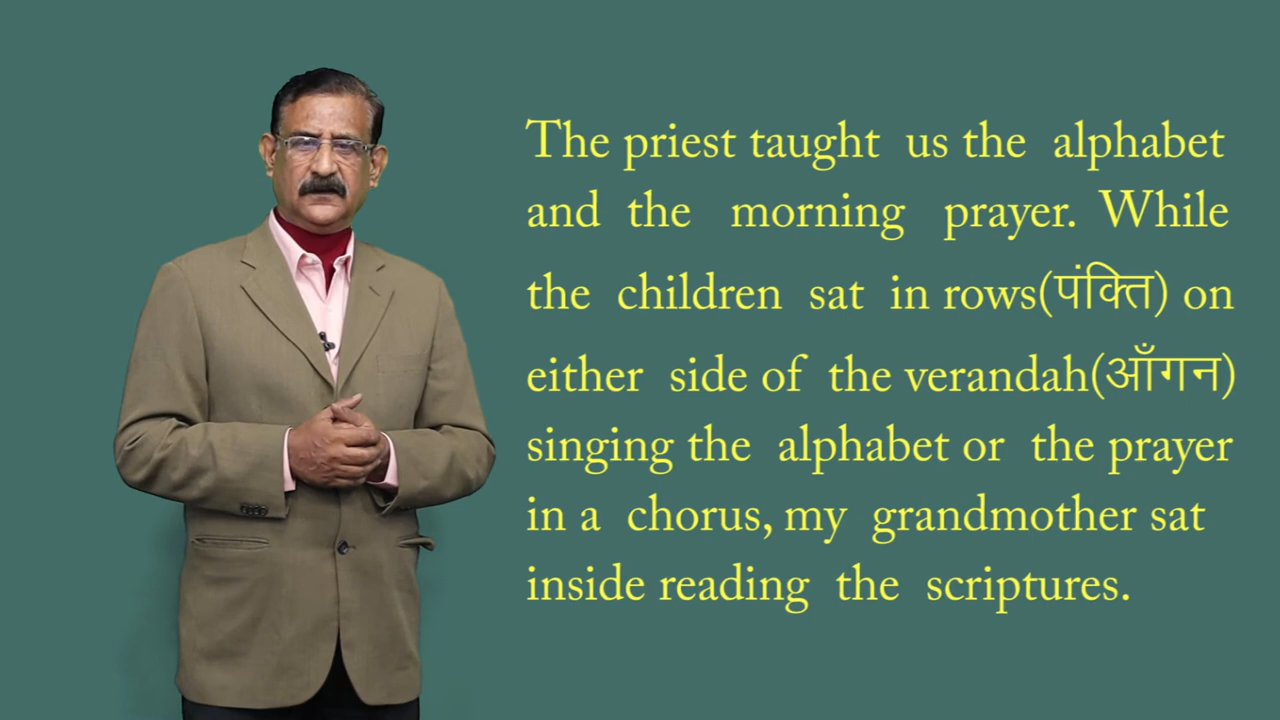 The priest taught us the alphabet
and the morning prayer. While
the children sat in rows(पंक्ति) on
either side of the verandah(आँगन)
singing the alphabet or the prayer
in a chorus, my grandmother sat
inside reading the scriptures.